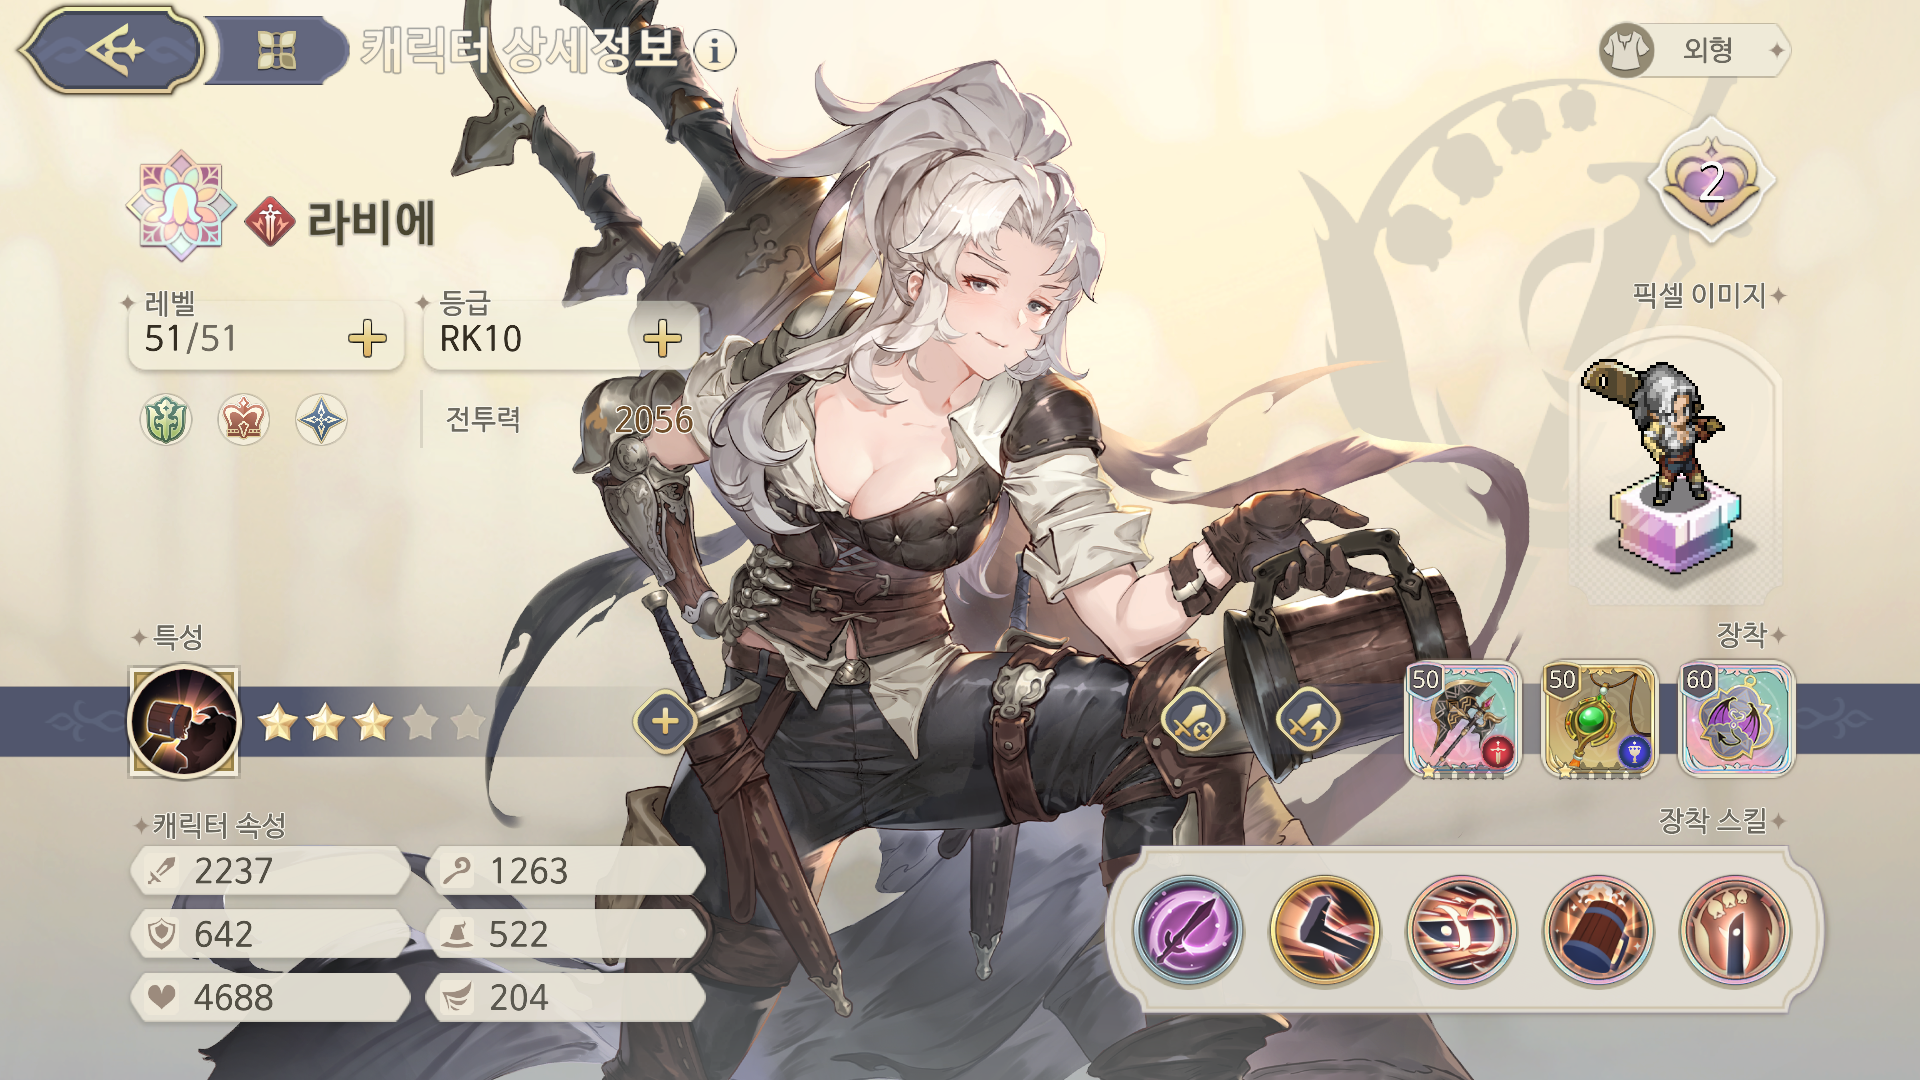 캐릭터 상세정보 i
외형
2
라비에
레벨
51/51
등급
RK10
전투력 2056
픽셀 이미지
특성
장착
50
50
60
캐릭터 속성
장착 스킬
2237
1263
642
522
4688
204